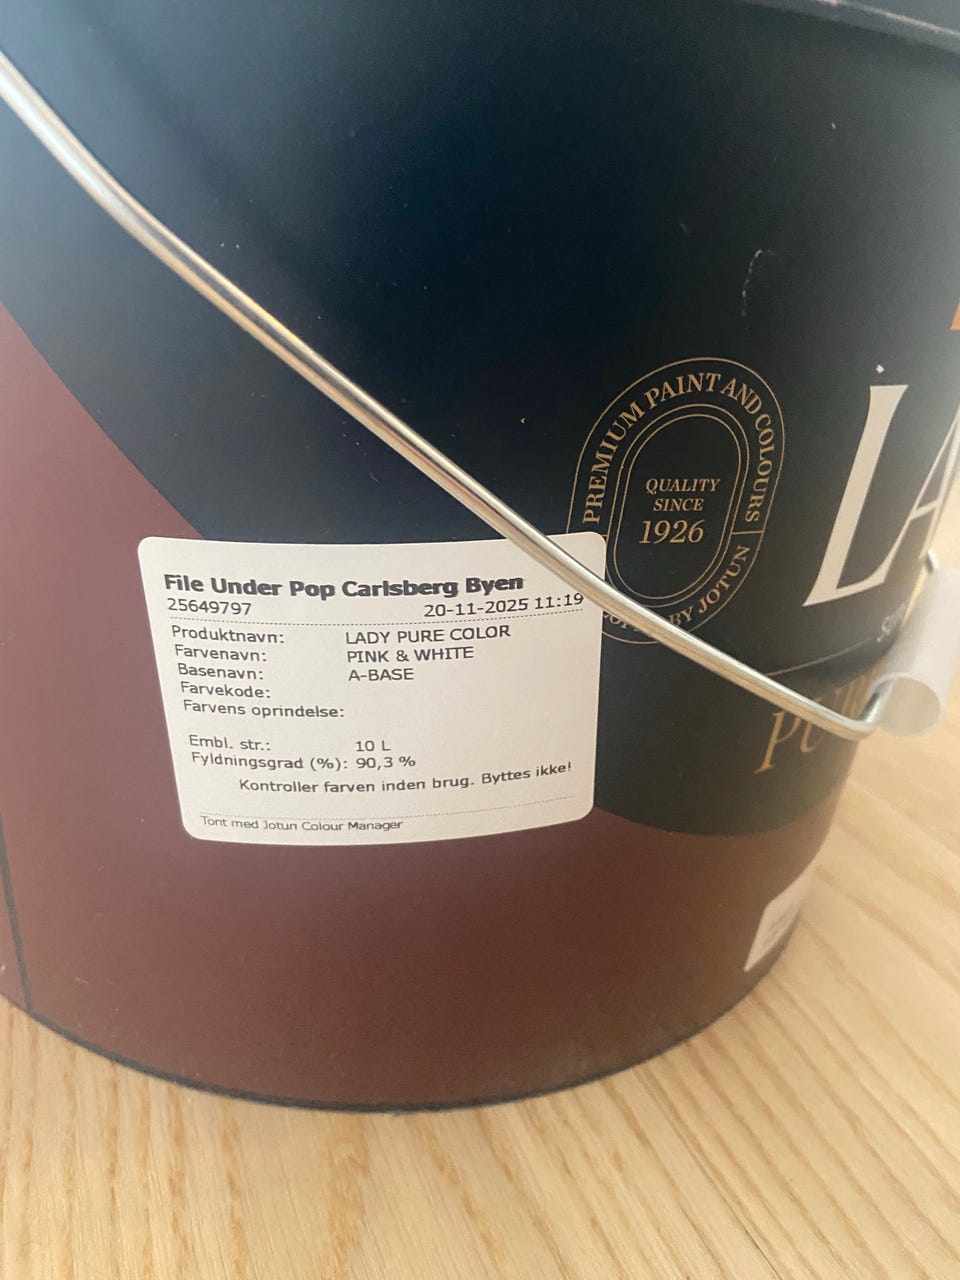 PREMIUM PAINT AND COLOURS
BY JOTUN
QUALITY
SINCE
1926
LA
File Under Pop Carlsberg Byen
25649797 20-11-2025 11:19
Produktnavn: LADY PURE COLOR
Farvenavn: PINK & WHITE
Basenavn: A-BASE
Farvekode:
Farvens oprindelse:
Embl. str.: 10 L
Fyldningsgrad (%): 90,3 %
Kontroller farven inden brug. Byttes ikke!
Tont med Jotun Colour Manager